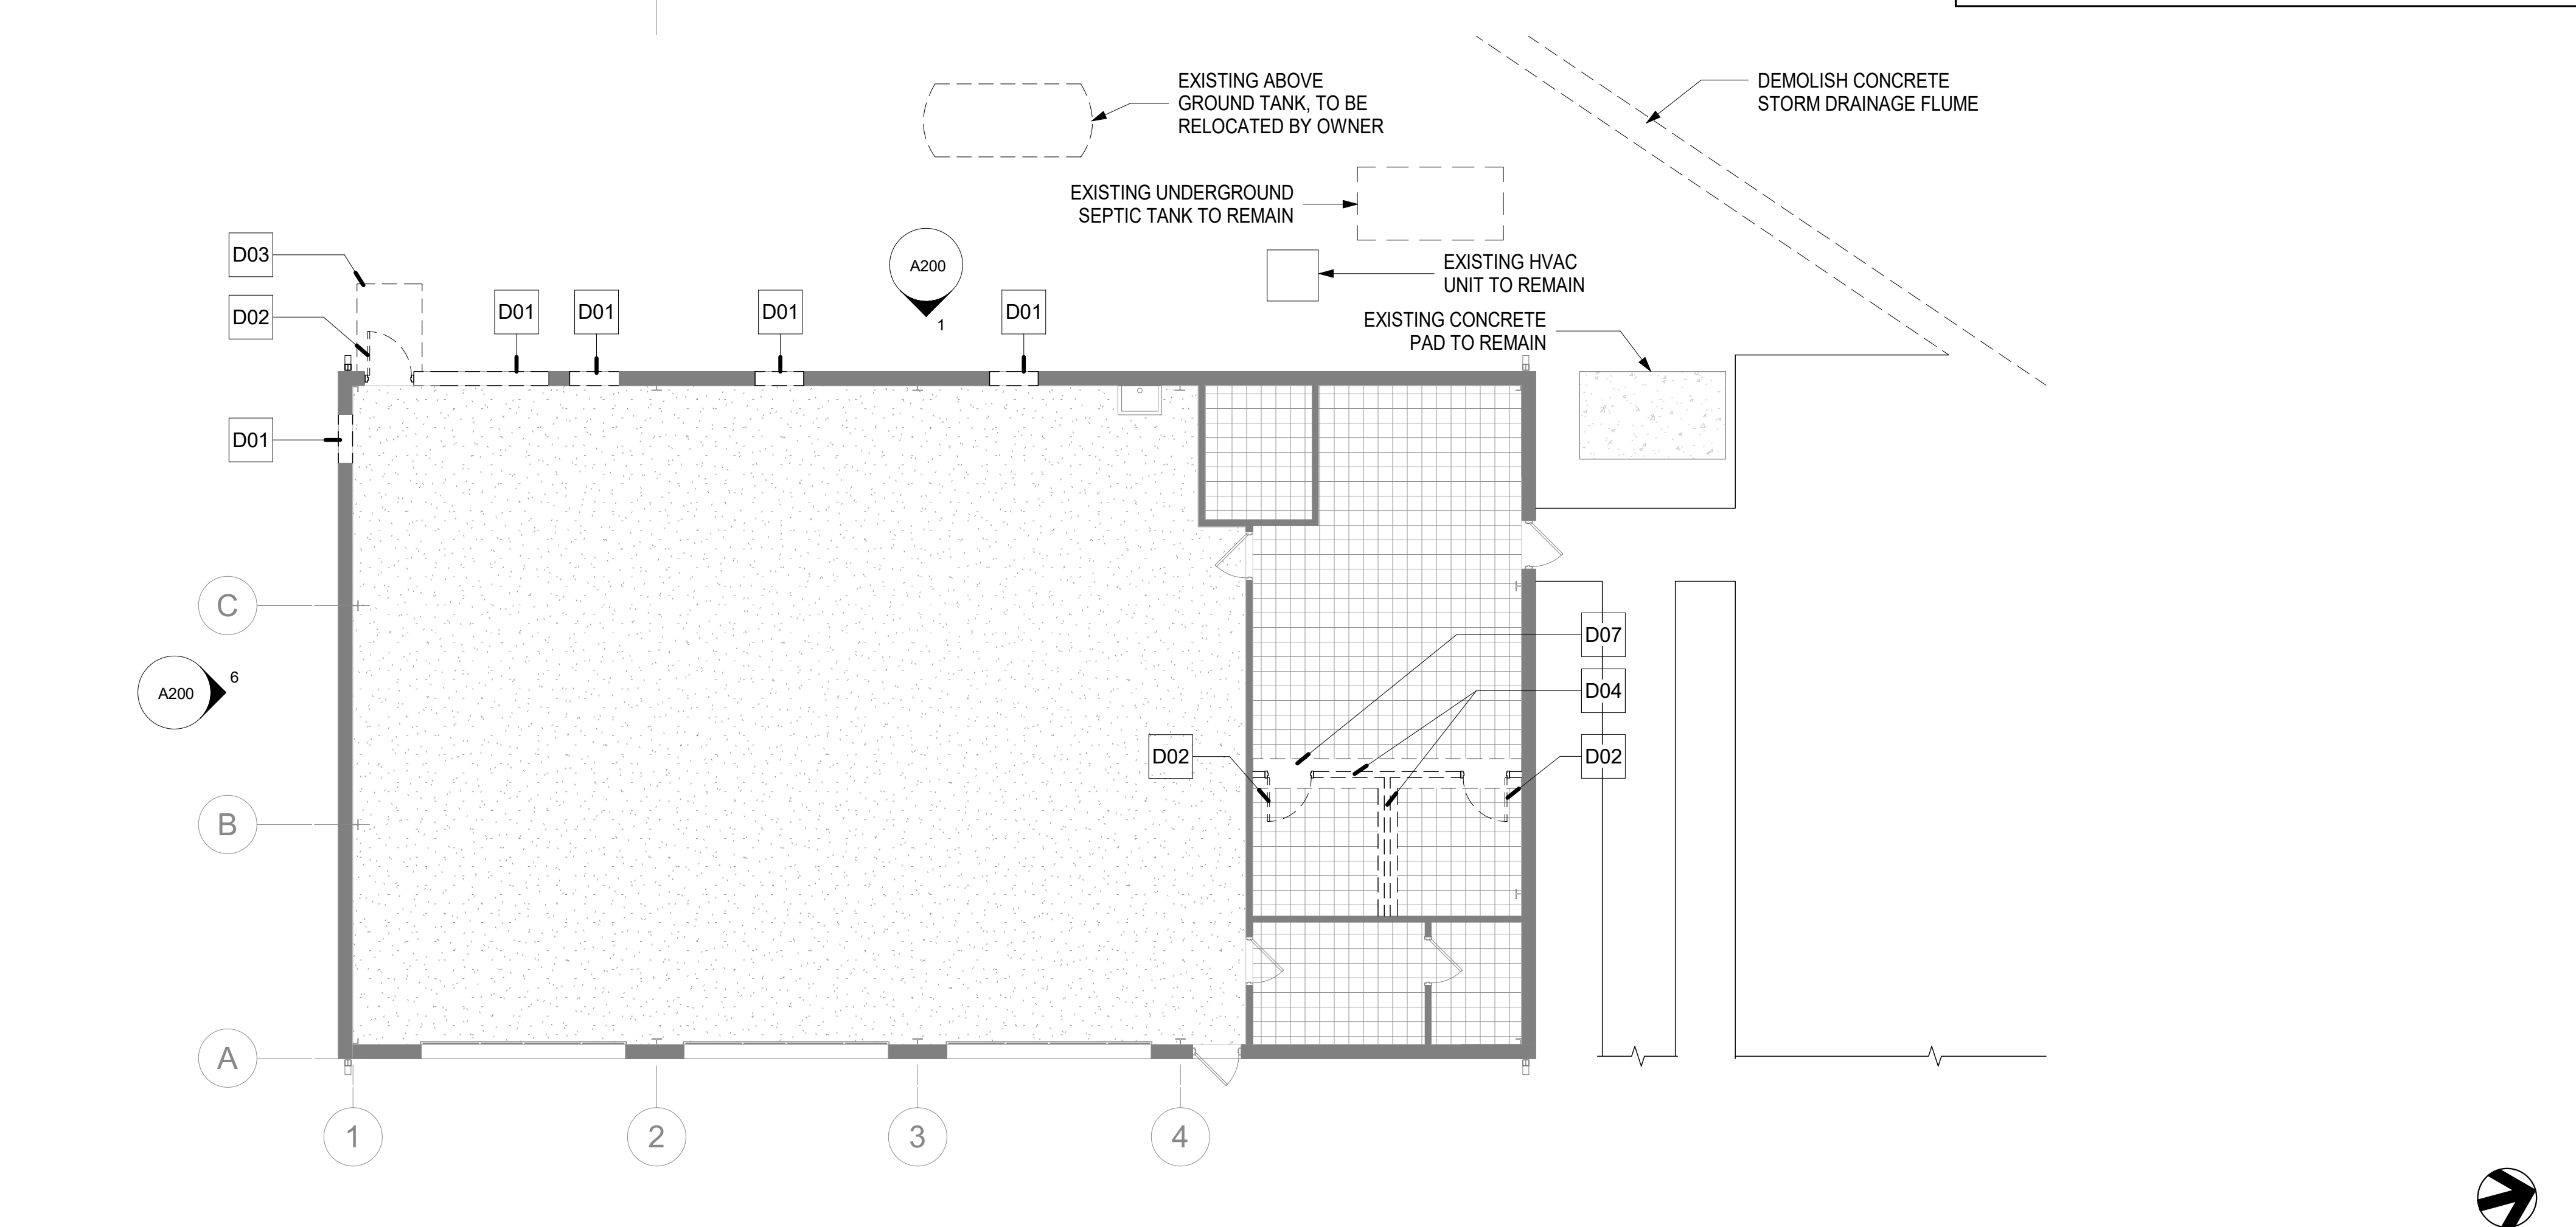 EXISTING ABOVE
GROUND TANK, TO BE
RELOCATED BY OWNER
DEMOLISH CONCRETE
STORM DRAINAGE FLUME
EXISTING UNDERGROUND
SEPTIC TANK TO REMAIN
EXISTING HVAC
UNIT TO REMAIN
EXISTING CONCRETE
PAD TO REMAIN
D03
D02
D01
D01
D01
A200
1
D01
D01
C
A200
6
B
A
D07
D04
D02
D02
1
2
3
4